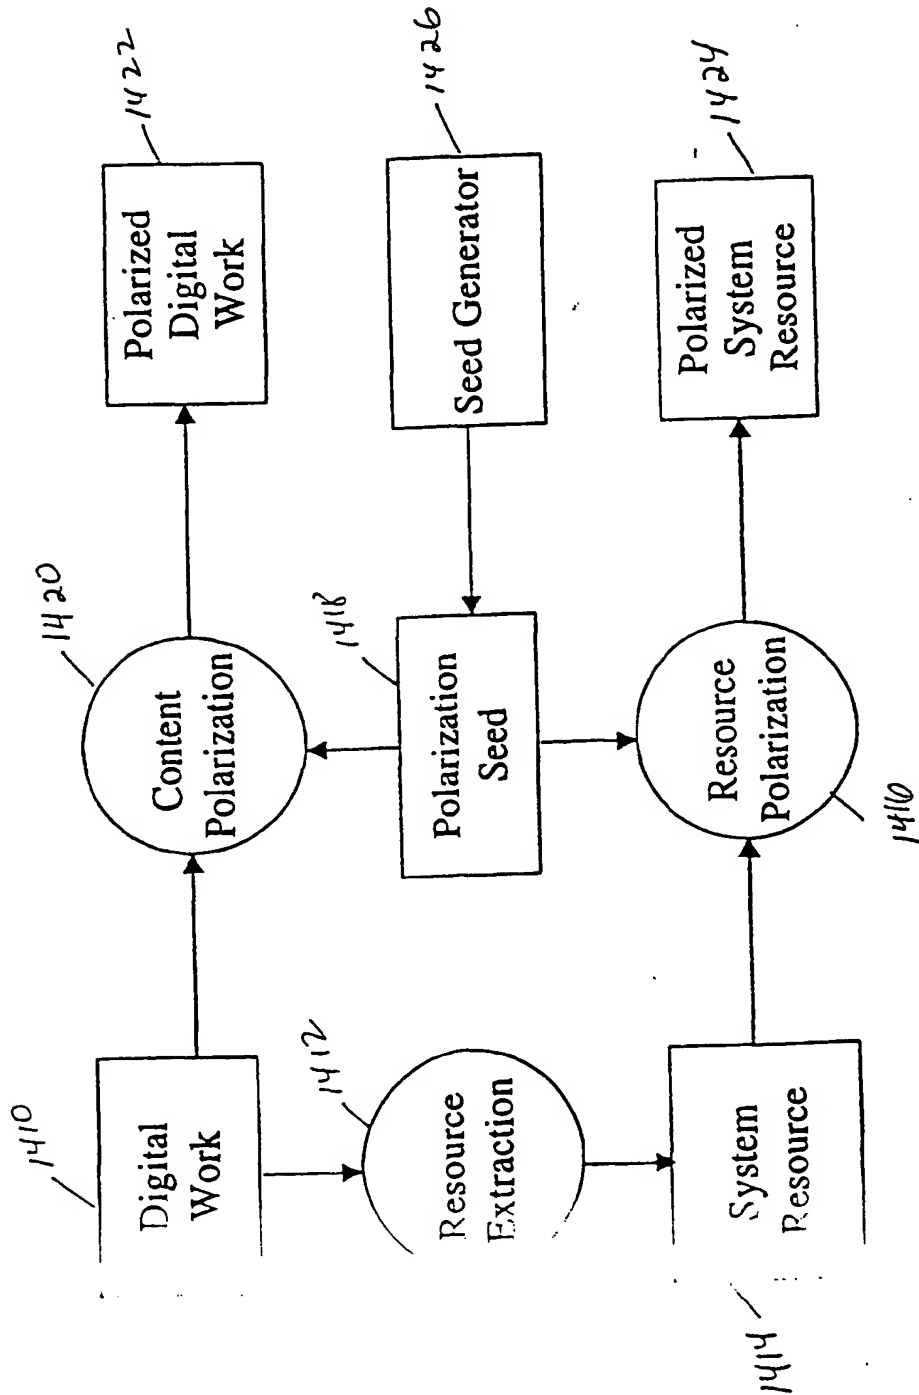 1410
Digital
Work
1420
Content
Polarization
1422
Polarized
Digital
Work
1412
Resource
Extraction
1418
Polarization
Seed
1426
Seed Generator
1414
System
Resource
1416
Resource
Polarization
1424
Polarized
System
Resource